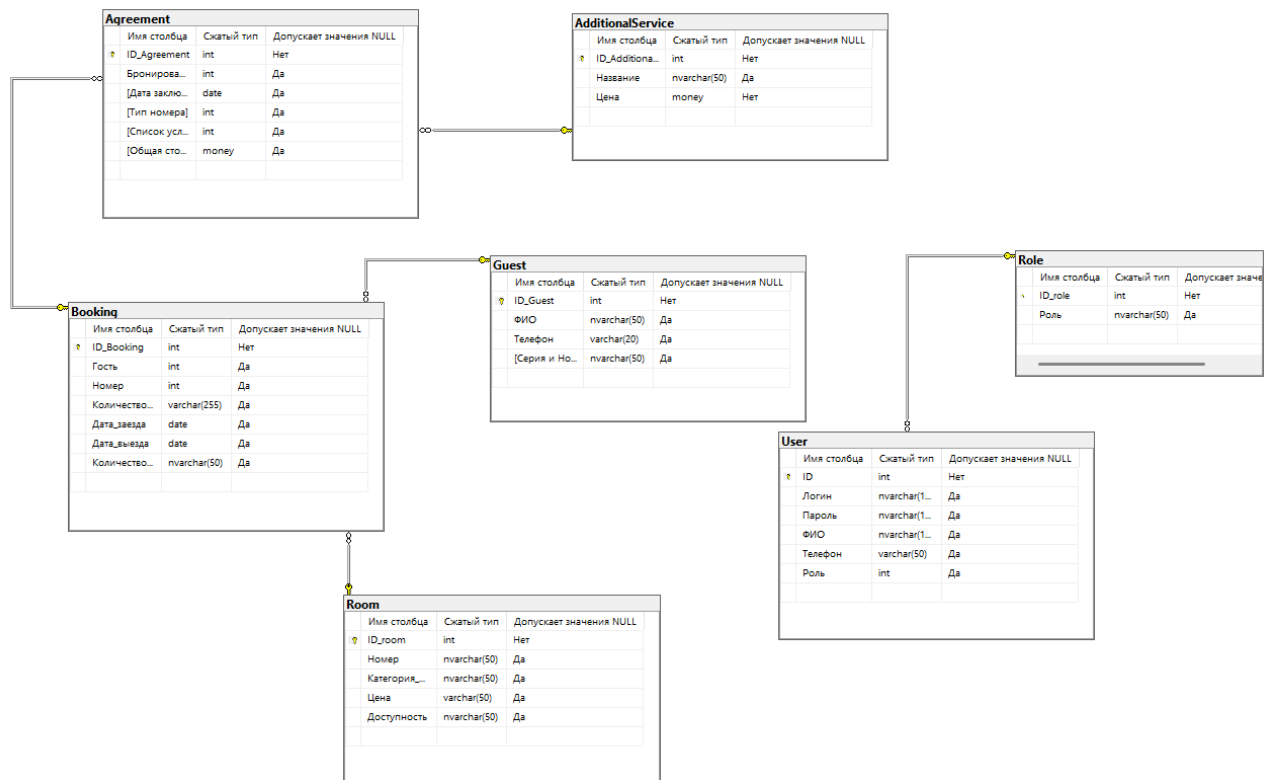 Agreement
Имя столбца Сжатый тип Допускает значения NULL
ID_Agreement int Нет
Бронирова... int Да
[Дата заклю... date Да
[Тип номера] int Да
[Список усл... int Да
[Общая сто... money Да
AdditionalService
Имя столбца Сжатый тип Допускает значения NULL
ID_Additiona... int Нет
Название nvarchar(50) Да
Цена money Нет
Guest
Имя столбца Сжатый тип Допускает значения NULL
ID_Guest int Нет
ФИО nvarchar(50) Да
Телефон varchar(20) Да
[Серия и Но... nvarchar(50) Да
Role
Имя столбца Сжатый тип Допускает значе
ID_role int Нет
Роль nvarchar(50) Да
Booking
Имя столбца Сжатый тип Допускает значения NULL
ID_Booking int Нет
Гость int Да
Номер int Да
Количество... varchar(255) Да
Дата_заезда date Да
Дата_выезда date Да
Количество... nvarchar(50) Да
User
Имя столбца Сжатый тип Допускает значения NULL
ID int Нет
Логин nvarchar(1... Да
Пароль nvarchar(1... Да
ФИО nvarchar(1... Да
Телефон varchar(50) Да
Роль int Да
Room
Имя столбца Сжатый тип Допускает значения NULL
ID_room int Нет
Номер nvarchar(50) Да
Категория_... nvarchar(50) Да
Цена varchar(50) Да
Доступность nvarchar(50) Да